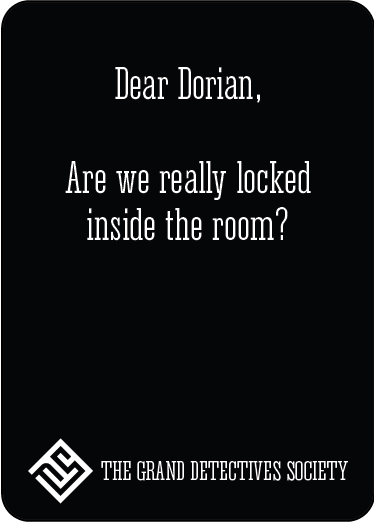 Dear Dorian,
Are we really locked
inside the room?
THE GRAND DETECTIVES SOCIETY